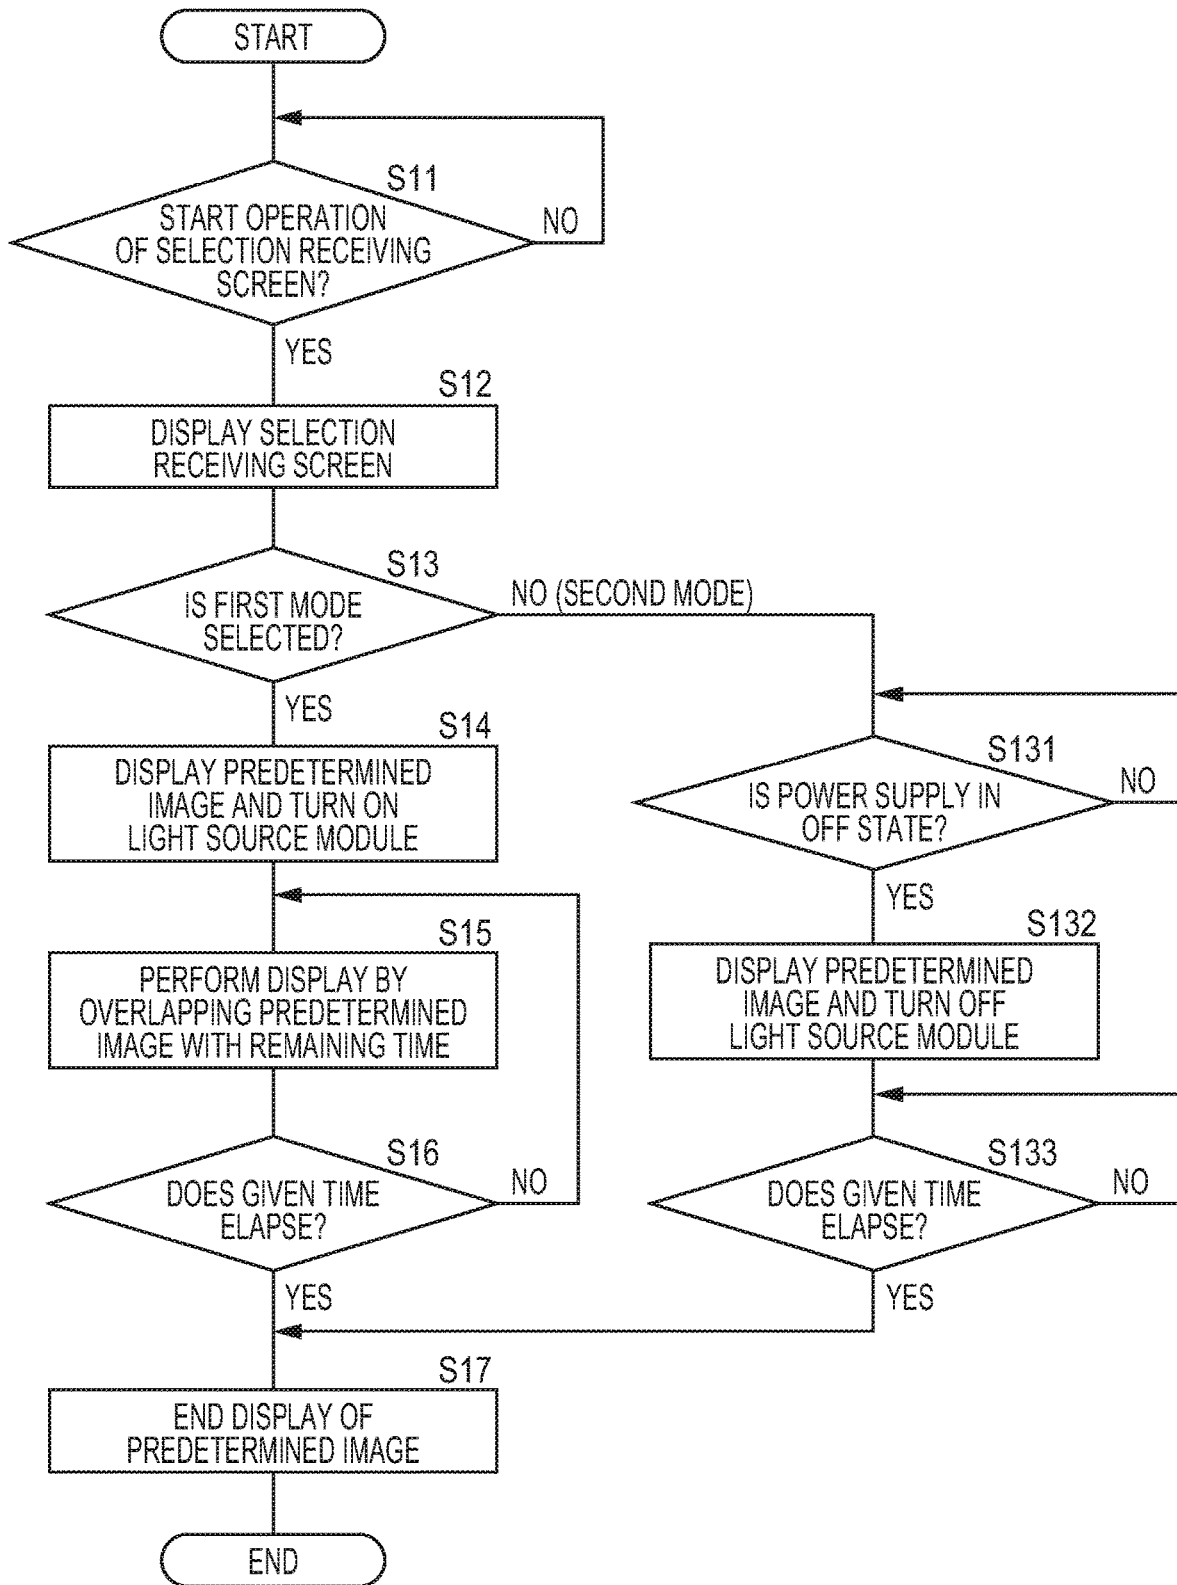 START
S11
START OPERATION
OF SELECTION RECEIVING
SCREEN?
NO
YES
S12
DISPLAY SELECTION
RECEIVING SCREEN
S13
IS FIRST MODE
SELECTED?
NO (SECOND MODE)
YES
S14
DISPLAY PREDETERMINED
IMAGE AND TURN ON
LIGHT SOURCE MODULE
S15
PERFORM DISPLAY BY
OVERLAPPING PREDETERMINED
IMAGE WITH REMAINING TIME
S16
DOES GIVEN TIME
ELAPSE?
NO
YES
S131
IS POWER SUPPLY IN
OFF STATE?
NO
YES
S132
DISPLAY PREDETERMINED
IMAGE AND TURN OFF
LIGHT SOURCE MODULE
S133
DOES GIVEN TIME
ELAPSE?
NO
YES
S17
END DISPLAY OF
PREDETERMINED IMAGE
END